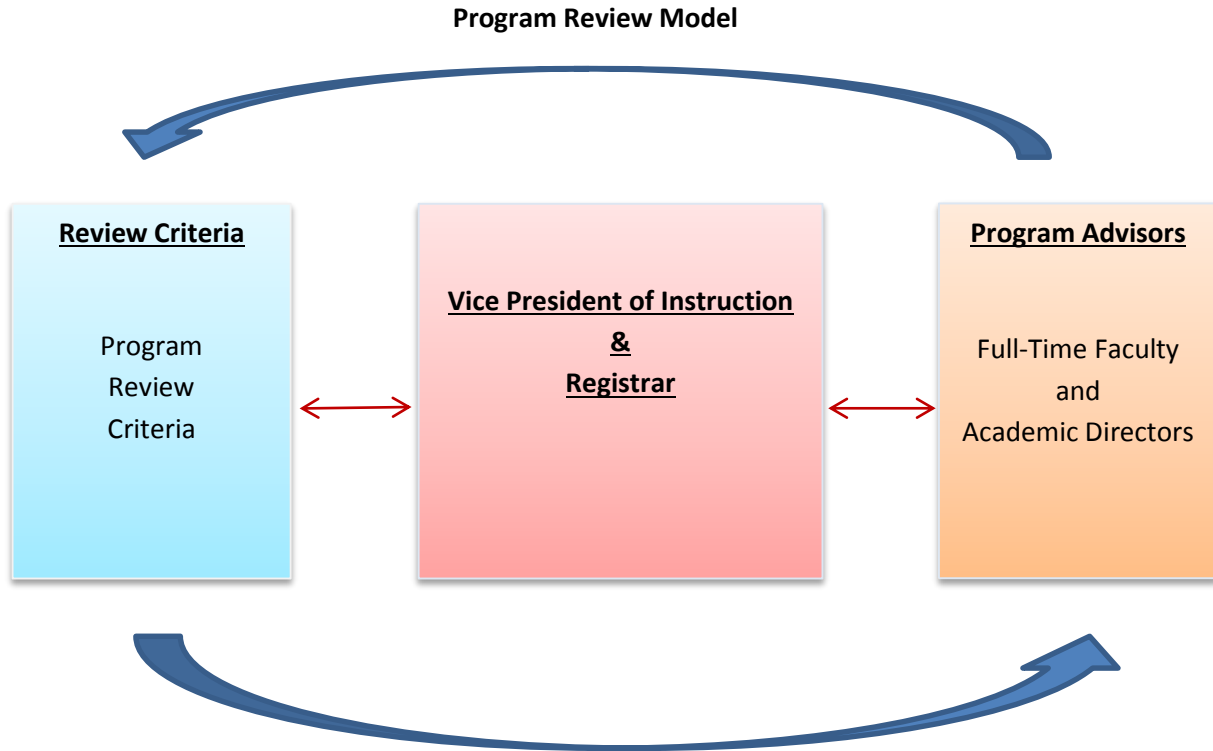 Program Review Model
Review Criteria
Program
Review
Criteria
Vice President of Instruction
&
Registrar
Program Advisors
Full-Time Faculty
and
Academic Directors